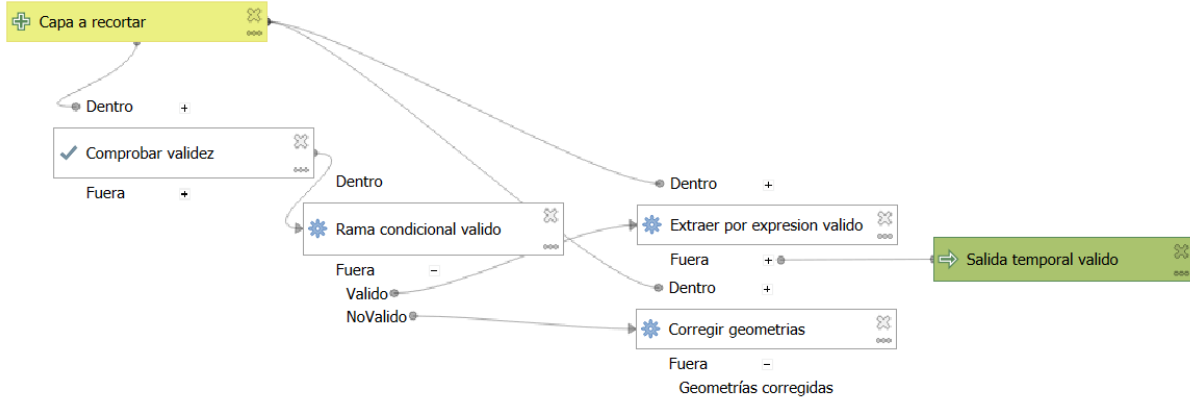 Capa a recortar
Dentro +
Comprobar validez
Fuera +
Dentro
Rama condicional valido
Fuera -
Valido
NoValido
Dentro +
Extraer por expresion valido
Fuera +
Salida temporal valido
Dentro +
Corregir geometrias
Fuera -
Geometrías corregidas